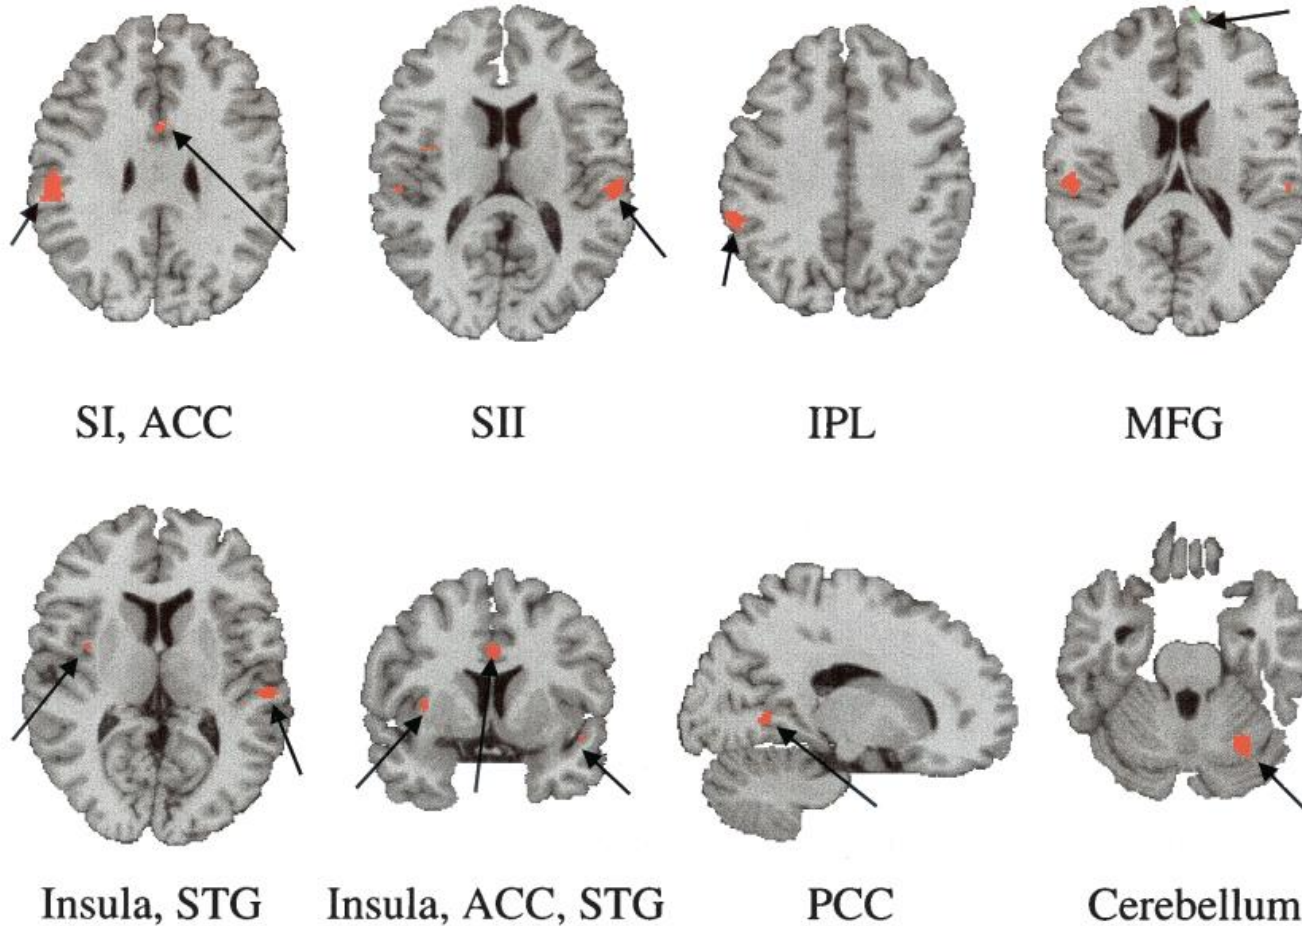 SI, ACC
SII
IPL
MFG
Insula, STG
Insula, ACC, STG
PCC
Cerebellum